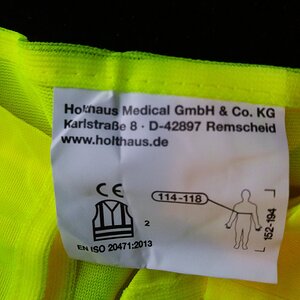 Holthaus Medical GmbH & Co. KG
Karlstraße 8 · D-42897 Remscheid
www.holthaus.de
CE
114-118
2
152-194
EN ISO 20471:2013